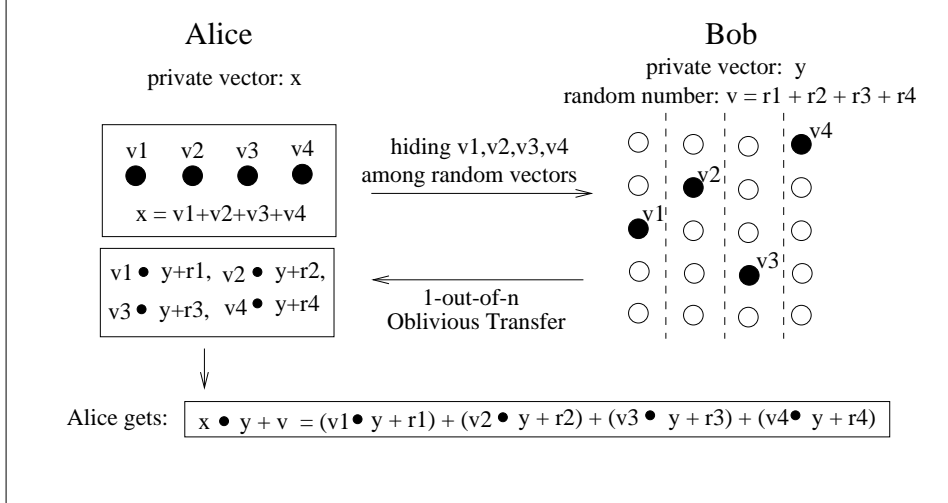 Alice
private vector: x
Bob
private vector: y
random number: v = r1 + r2 + r3 + r4
v1 v2 v3 v4
x = v1+v2+v3+v4
hiding v1,v2,v3,v4
among random vectors
v4
v2
v1
v3
v1 • y+r1, v2 • y+r2,
v3 • y+r3, v4 • y+r4
1-out-of-n
Oblivious Transfer
Alice gets: x • y + v = (v1• y + r1) + (v2 • y + r2) + (v3 • y + r3) + (v4• y + r4)